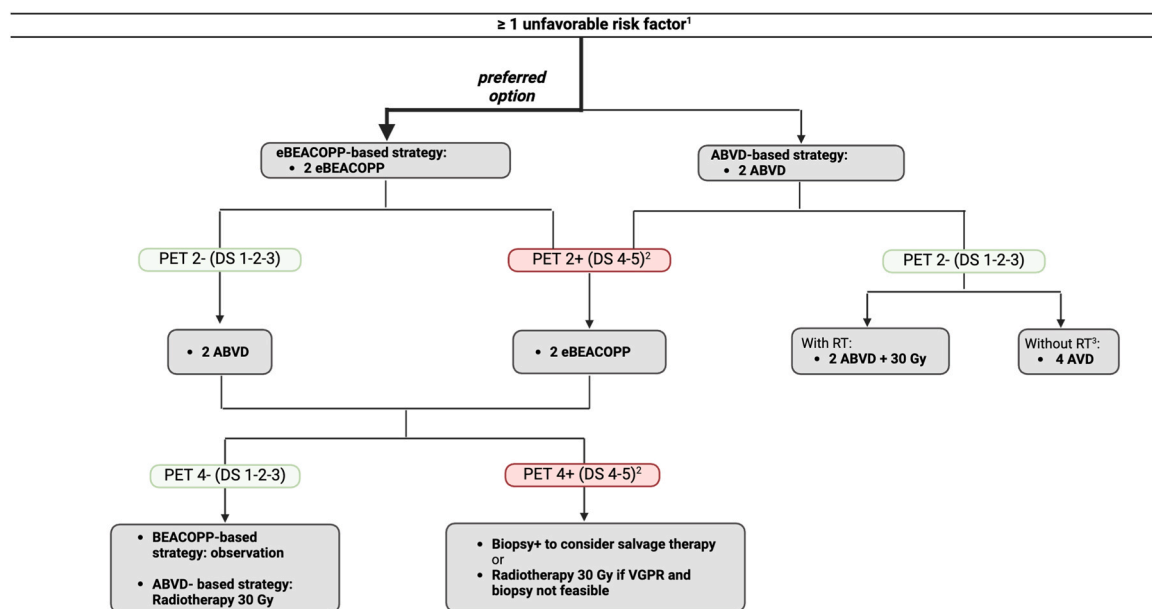 ≥ 1 unfavorable risk factor¹
preferred
option
eBEACOPP-based strategy:
• 2 eBEACOPP
ABVD-based strategy:
• 2 ABVD
PET 2- (DS 1-2-3)
PET 2+ (DS 4-5)²
PET 2- (DS 1-2-3)
• 2 ABVD
• 2 eBEACOPP
With RT:
• 2 ABVD + 30 Gy
Without RT³:
• 4 AVD
PET 4- (DS 1-2-3)
PET 4+ (DS 4-5)²
• BEACOPP-based
strategy: observation
• ABVD- based strategy:
Radiotherapy 30 Gy
• Biopsy+ to consider salvage therapy
or
• Radiotherapy 30 Gy if VGPR and
biopsy not feasible